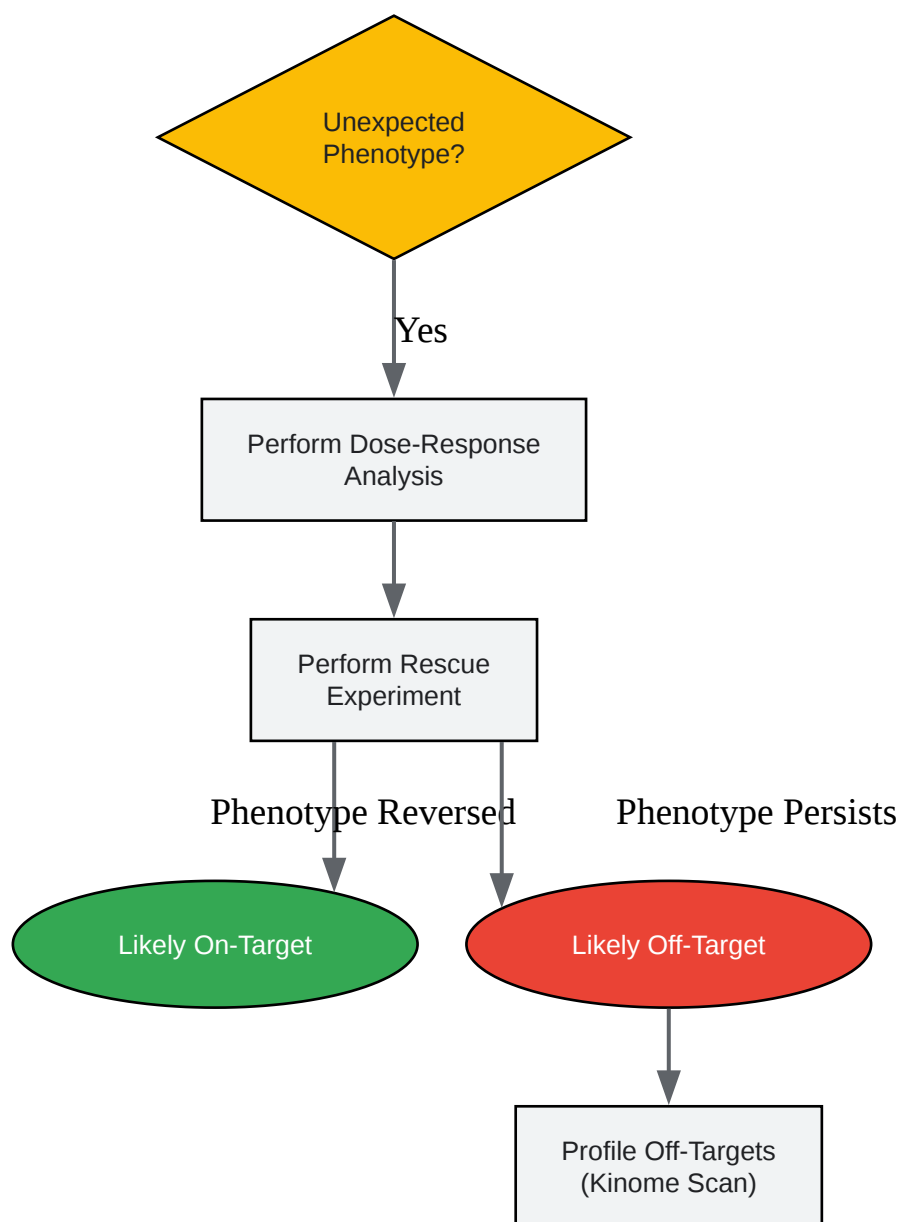 Unexpected
Phenotype?
Yes
Perform Dose-Response
Analysis
Perform Rescue
Experiment
Phenotype Reversed
Phenotype Persists
Likely On-Target
Likely Off-Target
Profile Off-Targets
(Kinome Scan)